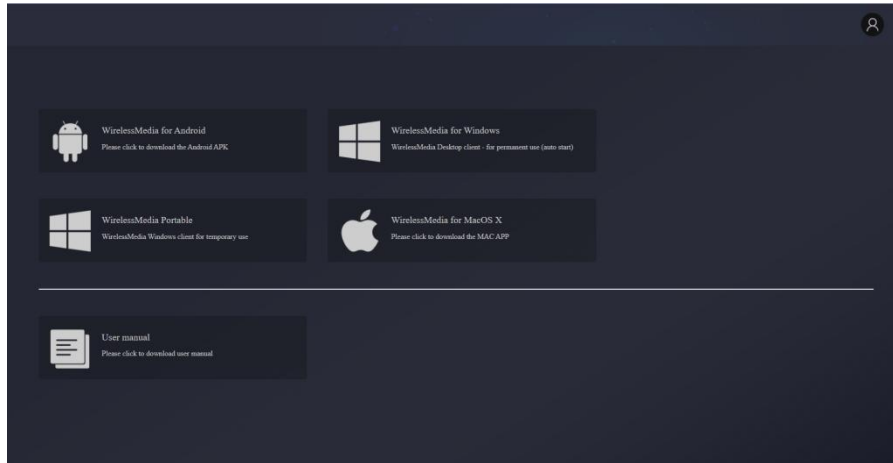 WirelessMedia for Android
Please click to download the Android APK
WirelessMedia for Windows
WirelessMedia Desktop client - for permanent use (auto start)
WirelessMedia Portable
WirelessMedia Windows client for temporary use
WirelessMedia for MacOS X
Please click to download the MAC APP
User manual
Please click to download user manual